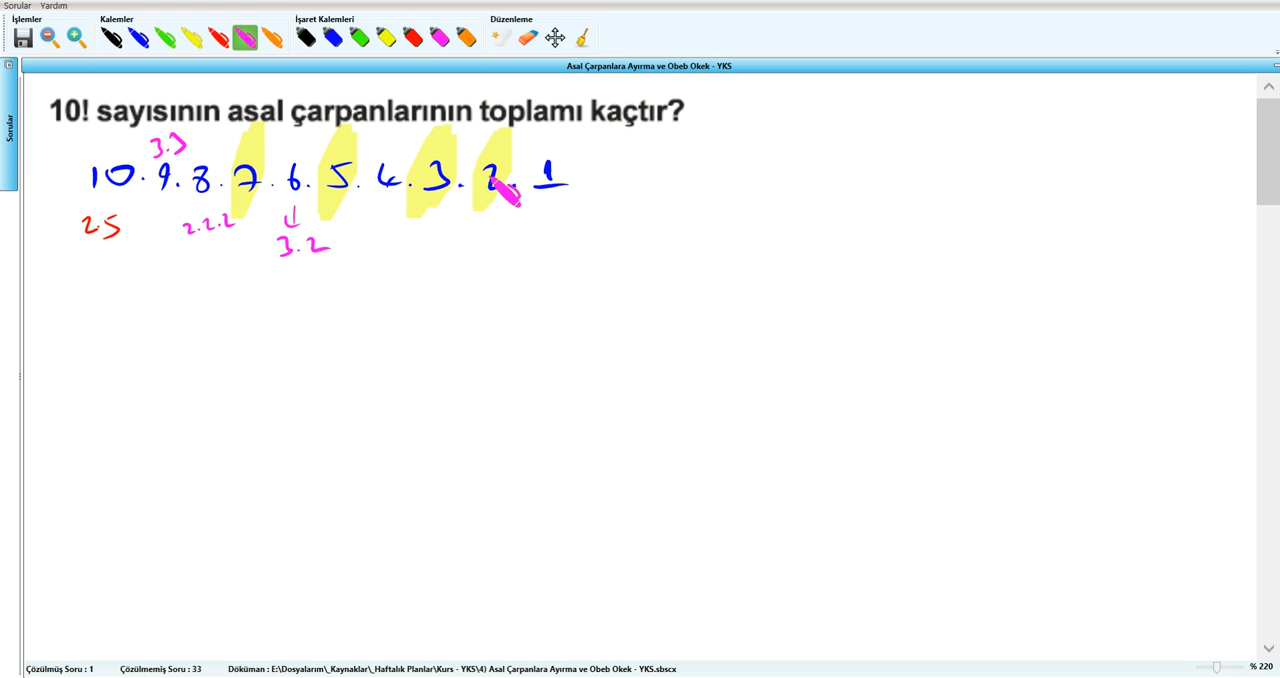 Sorular Yardım
İşlemler Kalemler İşaret Kalemleri Düzenleme
Asal Çarpanlara Ayırma ve Obeb Okek - YKS
Sorular
10! sayısının asal çarpanlarının toplamı kaçtır?
3.3
10.9.8.7.6.5.4.3.2.1
2.5 2.2.2 ↓
3.2
Çözülmüş Soru : 1 Çözülmemiş Soru : 33 Döküman : E:\Dosyalarım\_Kaynaklar\_Haftalık Planlar\Kurs - YKS\4) Asal Çarpanlara Ayırma ve Obeb Okek - YKS.sbscx % 220